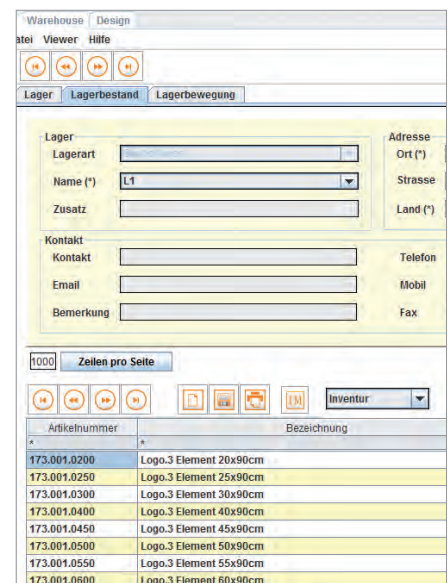 Warehouse Design
atei Viewer Hilfe
Lager Lagerbestand Lagerbewegung
Lager
Adresse
Lagerart
Ort (*)
Name (*) L1
Strasse
Zusatz
Land (*)
Kontakt
Kontakt
Telefon
Email
Mobil
Bemerkung
Fax
1000 Zeilen pro Seite
IM Inventur
Artikelnummer Bezeichnung
* *
173.001.0200 Logo.3 Element 20x90cm
173.001.0250 Logo.3 Element 25x90cm
173.001.0300 Logo.3 Element 30x90cm
173.001.0400 Logo.3 Element 40x90cm
173.001.0450 Logo.3 Element 45x90cm
173.001.0500 Logo.3 Element 50x90cm
173.001.0550 Logo.3 Element 55x90cm
173.001.0600 Logo.3 Element 60x90cm